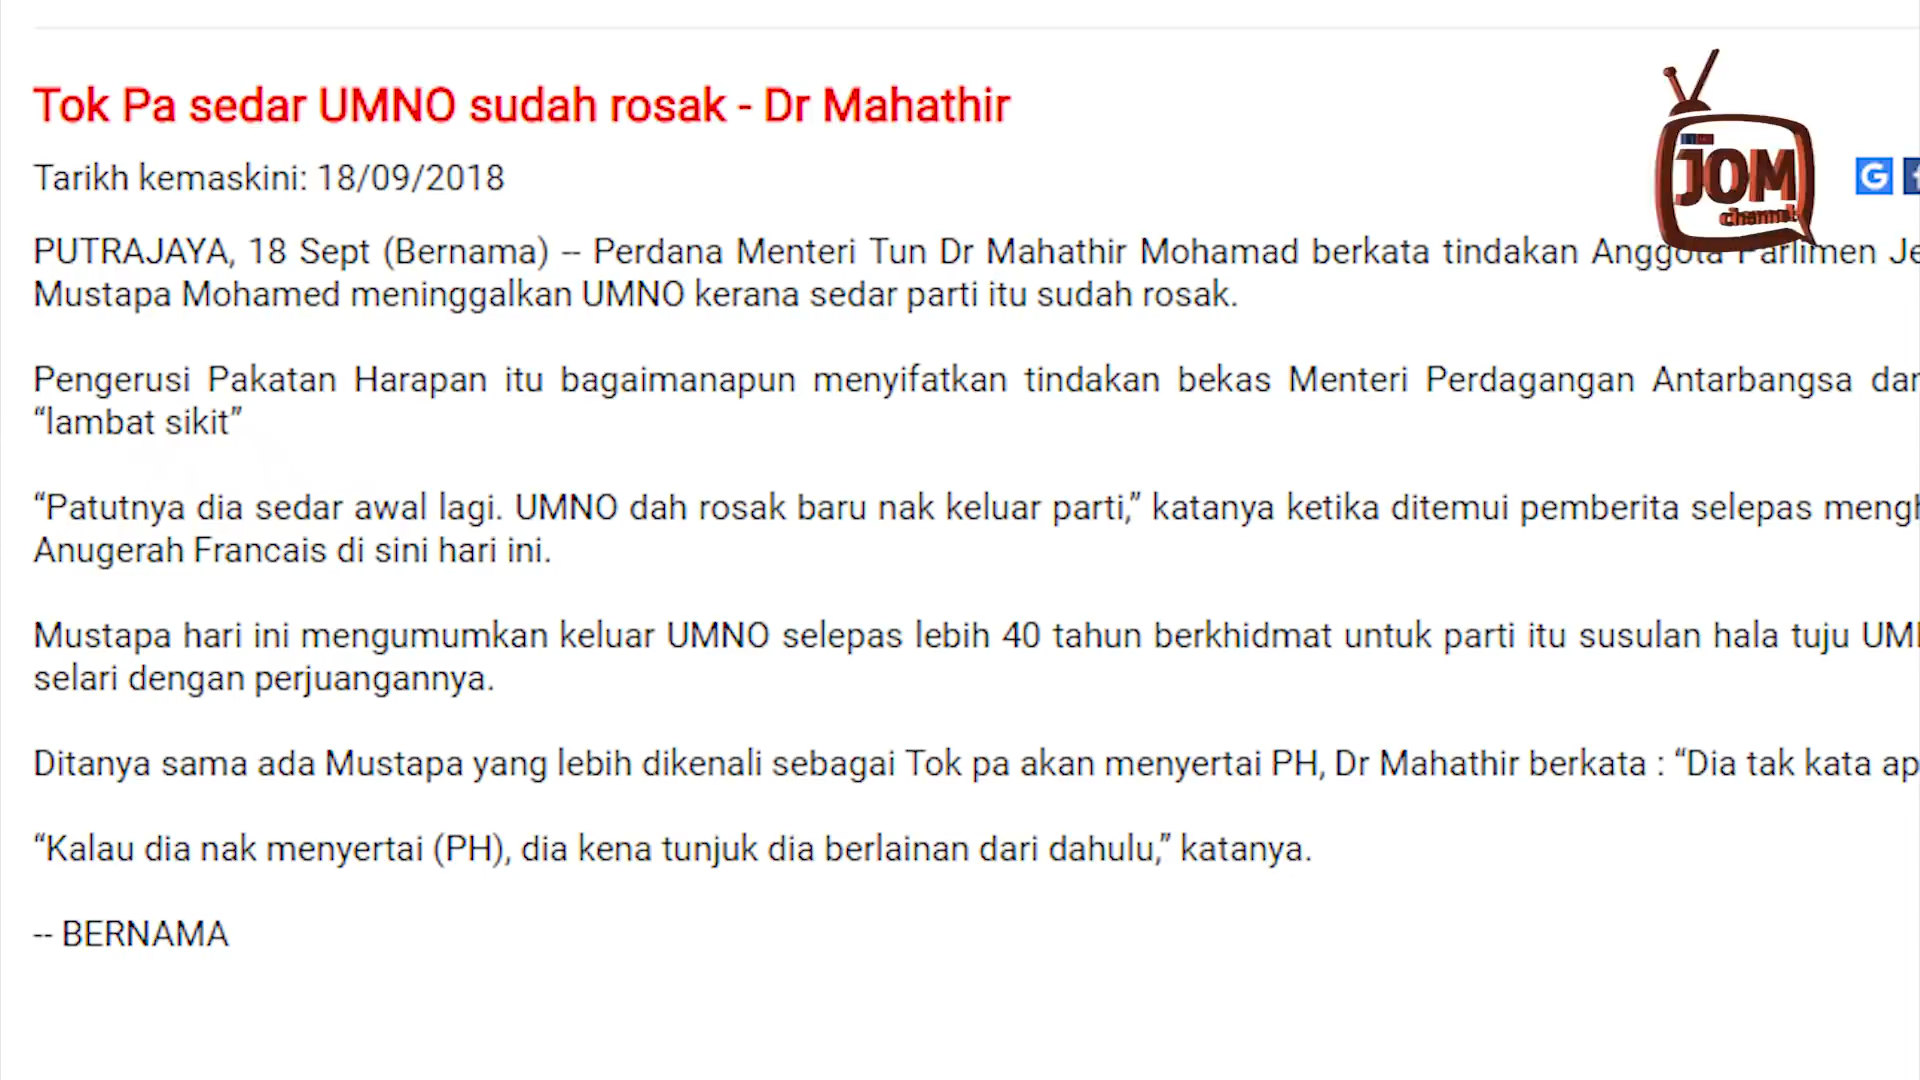 Tok Pa sedar UMNO sudah rosak - Dr Mahathir
JOM
channel
Tarikh kemaskini: 18/09/2018
G
PUTRAJAYA, 18 Sept (Bernama) -- Perdana Menteri Tun Dr Mahathir Mohamad berkata tindakan Anggota Parlimen
Mustapa Mohamed meninggalkan UMNO kerana sedar parti itu sudah rosak.
Pengerusi Pakatan Harapan itu bagaimanapun menyifatkan tindakan bekas Menteri Perdagangan Antarbangsa
“lambat sikit”
“Patutnya dia sedar awal lagi. UMNO dah rosak baru nak keluar parti,” katanya ketika ditemui pemberita selepas
Anugerah Francais di sini hari ini.
Mustapa hari ini mengumumkan keluar UMNO selepas lebih 40 tahun berkhidmat untuk parti itu susulan hala tuju
selari dengan perjuangannya.
Ditanya sama ada Mustapa yang lebih dikenali sebagai Tok pa akan menyertai PH, Dr Mahathir berkata : “Dia tak kata
“Kalau dia nak menyertai (PH), dia kena tunjuk dia berlainan dari dahulu,” katanya.
-- BERNAMA